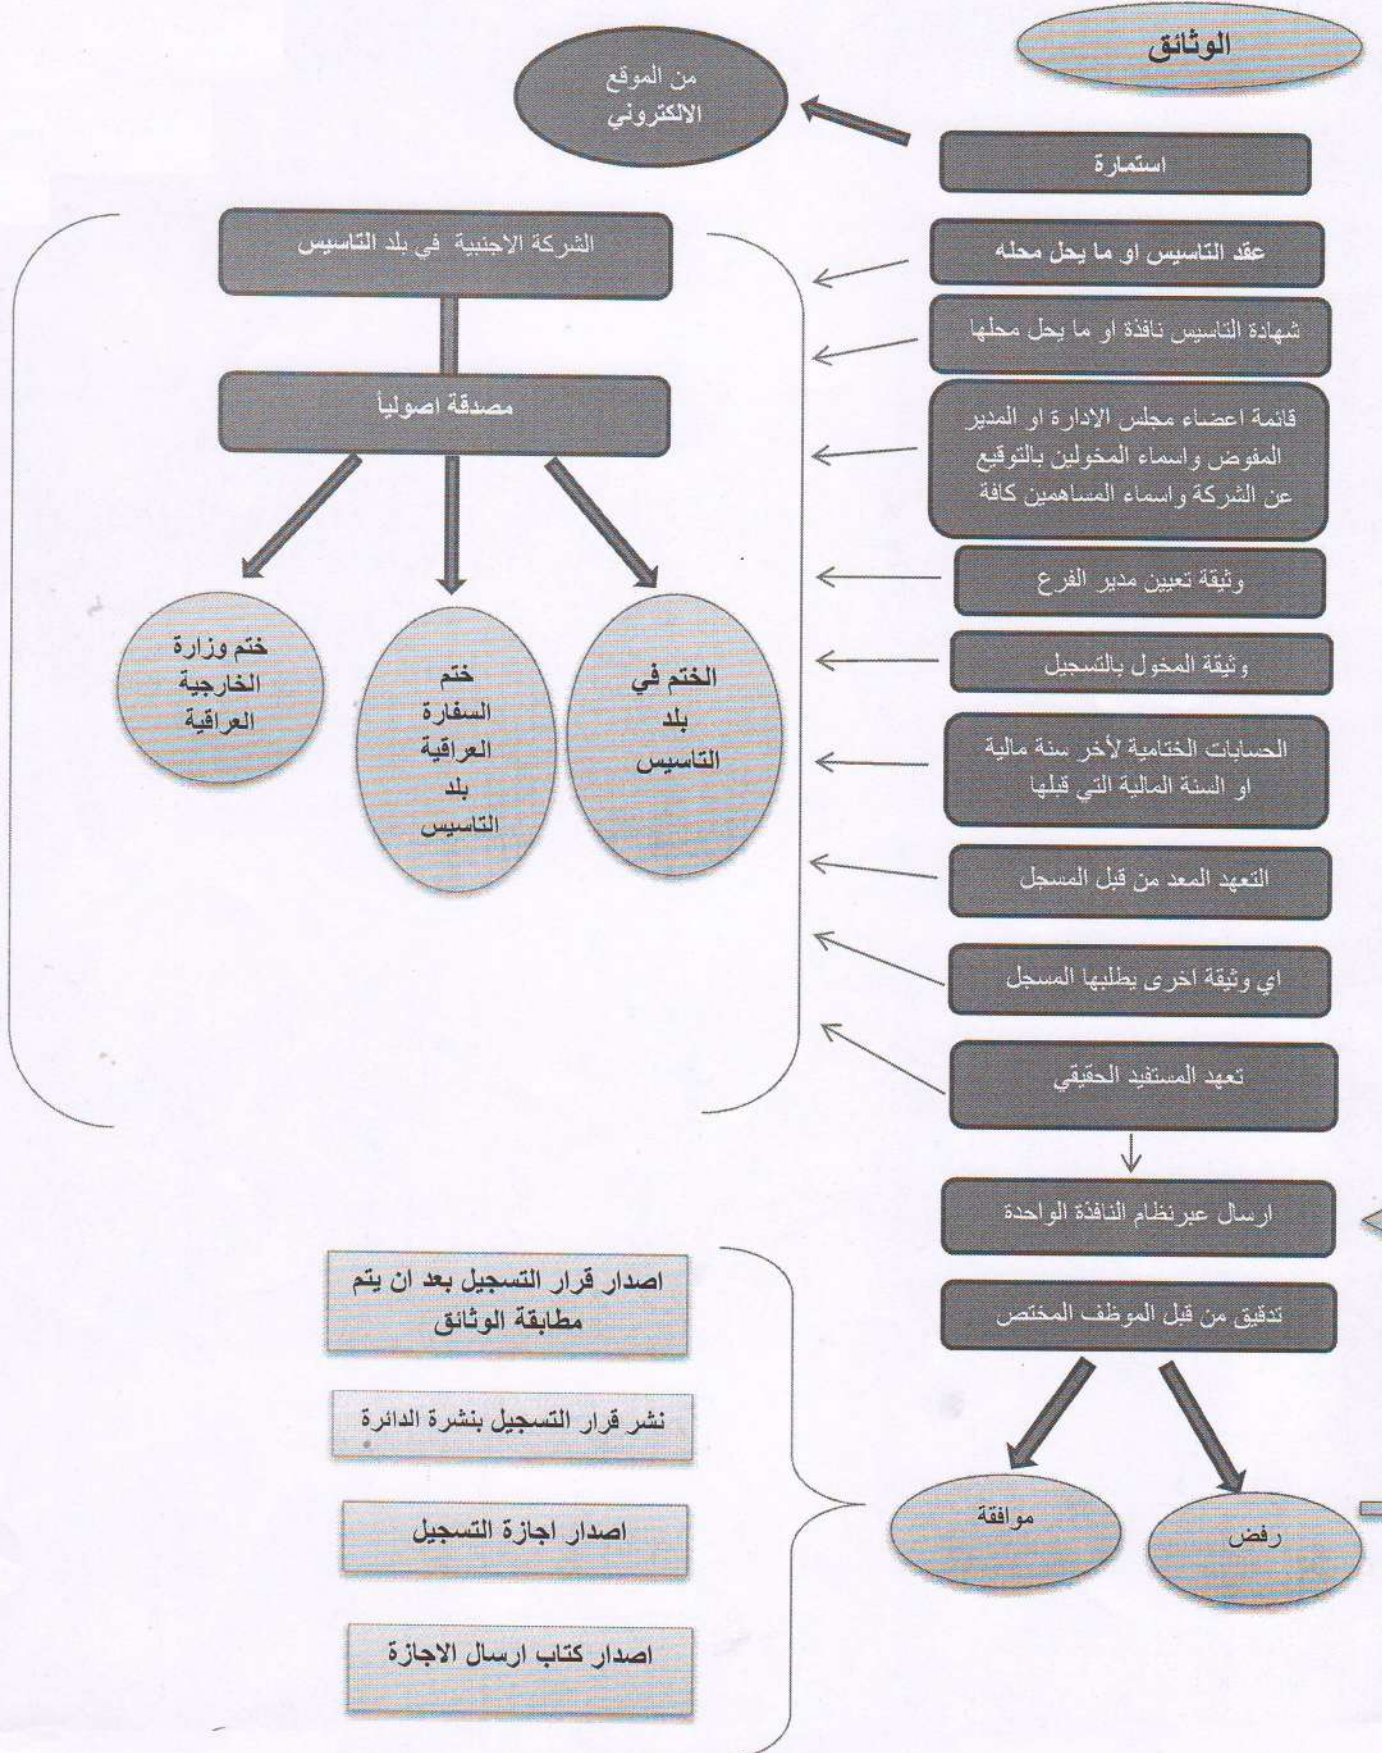 الوثائق
من الموقع
الالكتروني
استمارة
عقد التاسيس او ما يحل محله
شهادة التاسيس نافذة او ما يحل محلها
قائمة اعضاء مجلس الادارة او المدير
المفوض واسماء المخولين بالتوقيع
عن الشركة واسماء المساهمين كافة
وثيقة تعيين مدير الفرع
وثيقة المخول بالتسجيل
الحسابات الختامية لأخر سنة مالية
او السنة المالية التي قبلها
التعهد المعد من قبل المسجل
اي وثيقة اخرى يطلبها المسجل
تعهد المستفيد الحقيقي
الشركة الاجنبية في بلد التاسيس
مصدقة اصولياً
الختم في
بلد
التاسيس
ختم
السفارة
العراقية
بلد
التاسيس
ختم وزارة
الخارجية
العراقية
ارسال عبرنظام النافذة الواحدة
تدقيق من قبل الموظف المختص
رفض
موافقة
اصدار قرار التسجيل بعد ان يتم
مطابقة الوثائق
نشر قرار التسجيل بنشرة الدائرة
اصدار اجازة التسجيل
اصدار كتاب ارسال الاجازة